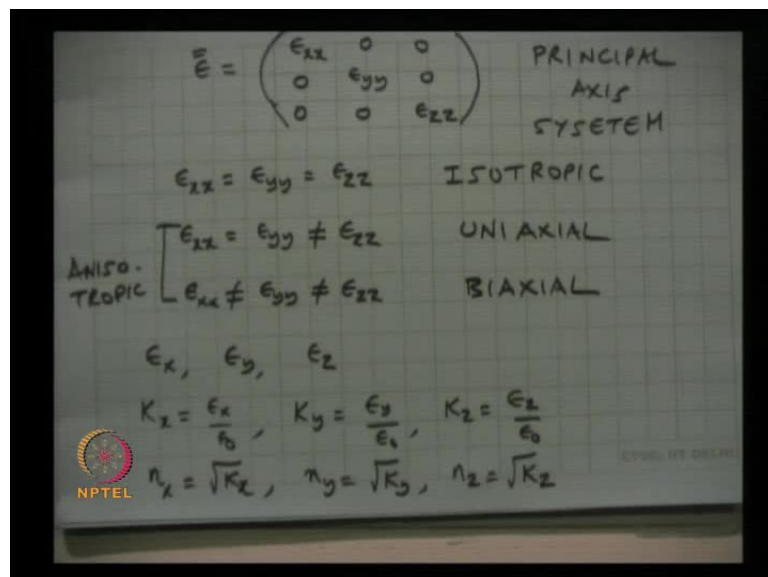 ε̿ = ( εxx 0 0
0 εyy 0
0 0 εzz )
PRINCIPAL
AXIS
SYSETEM
εxx = εyy = εzz ISOTROPIC
εxx = εyy ≠ εzz UNIAXIAL
ANISO-
TROPIC
εxx ≠ εyy ≠ εzz BIAXIAL
εx, εy, εz
Kx = εx/ε0, Ky = εy/ε0, Kz = εz/ε0
nx = √Kx, ny = √Ky, nz = √Kz
NPTEL